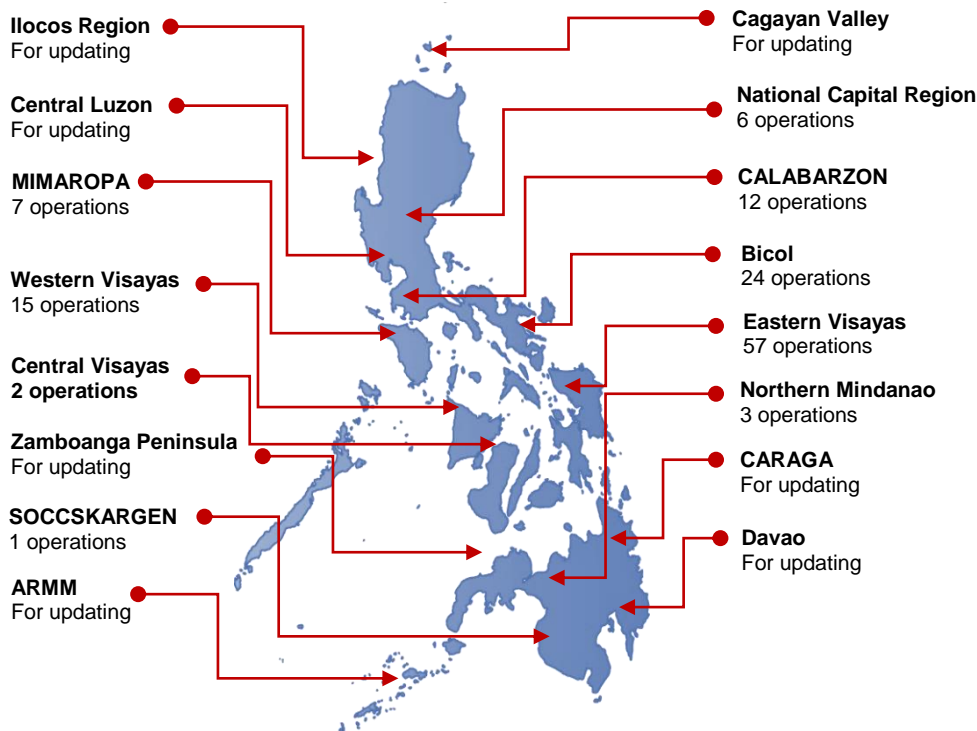 Ilocos Region
For updating
Central Luzon
For updating
MIMAROPA
7 operations
Western Visayas
15 operations
Central Visayas
2 operations
Zamboanga Peninsula
For updating
SOCCSKARGEN
1 operations
ARMM
For updating
Cagayan Valley
For updating
National Capital Region
6 operations
CALABARZON
12 operations
Bicol
24 operations
Eastern Visayas
57 operations
Northern Mindanao
3 operations
CARAGA
For updating
Davao
For updating